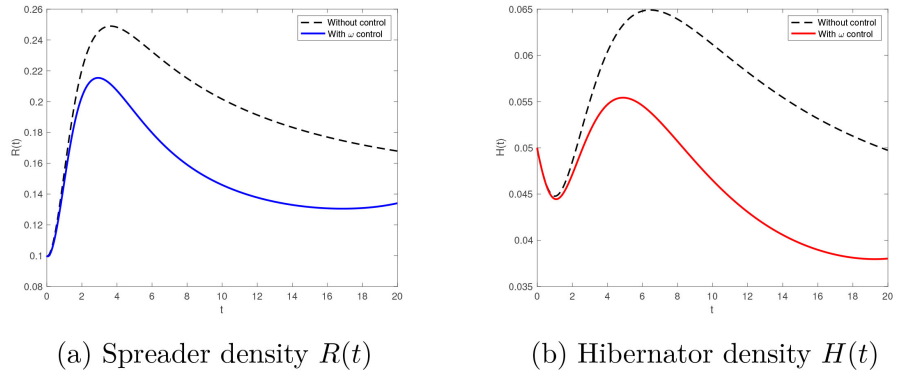 0.26
0.24
0.22
0.2
0.18
0.16
0.14
0.12
0.1
0.08
R(t)
0 2 4 6 8 10 12 14 16 18 20
t
Without control
With ω control
0.065
0.06
0.055
0.05
0.045
0.04
0.035
H(t)
0 2 4 6 8 10 12 14 16 18 20
t
Without control
With ω control
(a) Spreader density R(t)
(b) Hibernator density H(t)